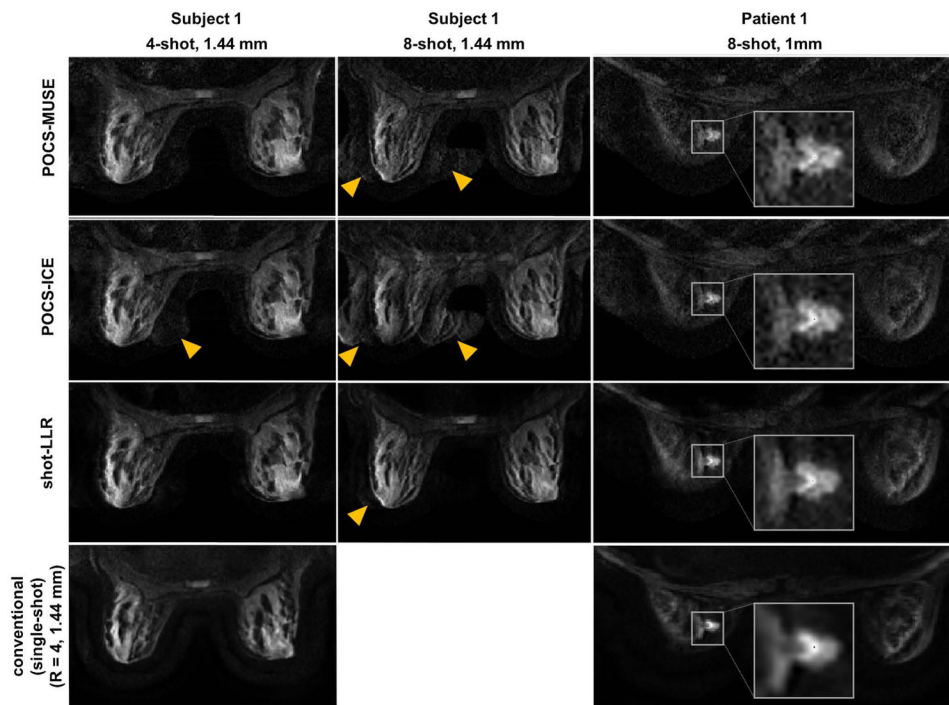 Subject 1
4-shot, 1.44 mm
Subject 1
8-shot, 1.44 mm
Patient 1
8-shot, 1mm
POCS-MUSE
POCS-ICE
shot-LLR
conventional
(single-shot)
(R = 4, 1.44 mm)